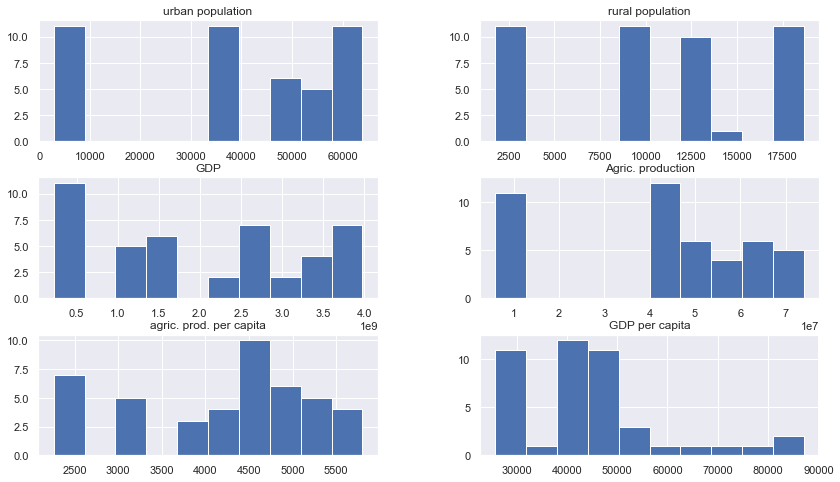 urban population
10.0
7.5
5.0
2.5
0.0
0 10000 20000 30000 40000 50000 60000
rural population
10.0
7.5
5.0
2.5
0.0
2500 5000 7500 10000 12500 15000 17500
GDP
10.0
7.5
5.0
2.5
0.0
0.5 1.0 1.5 2.0 2.5 3.0 3.5 4.0
1e9
Agric. production
10
5
0
1 2 3 4 5 6 7
1e7
agric. prod. per capita
10.0
7.5
5.0
2.5
0.0
2500 3000 3500 4000 4500 5000 5500
GDP per capita
10
5
0
30000 40000 50000 60000 70000 80000 90000